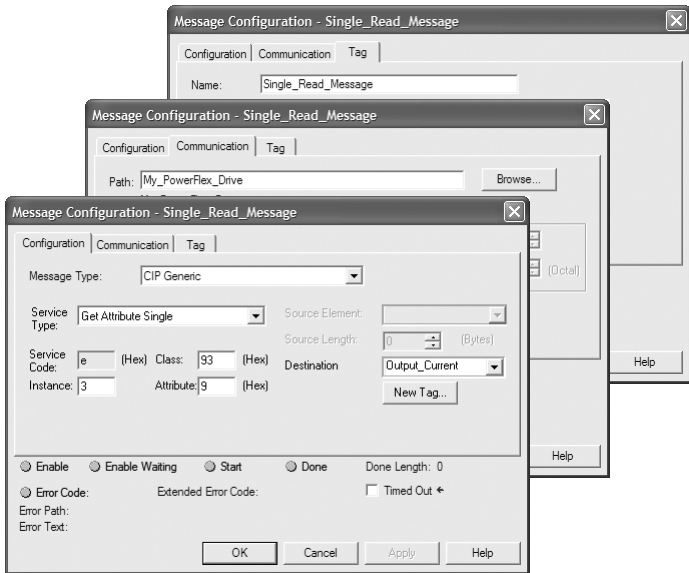 Message Configuration - Single_Read_Message
Configuration Communication Tag
Name: Single_Read_Message
Message Configuration - Single_Read_Message
Configuration Communication Tag
Path: My_PowerFlex_Drive Browse...
(Octal)
Message Configuration - Single_Read_Message
Configuration Communication Tag
Message Type: CIP Generic
Service Type: Get Attribute Single
Source Element:
Source Length: 0 (Bytes)
Service Code: e (Hex) Class: 93 (Hex)
Destination Output_Current
Instance: 3 Attribute: 9 (Hex)
New Tag...
Help
Help
Enable Enable Waiting Start Done Done Length: 0
Error Code: Extended Error Code: Timed Out ←
Error Path:
Error Text:
OK Cancel Apply Help